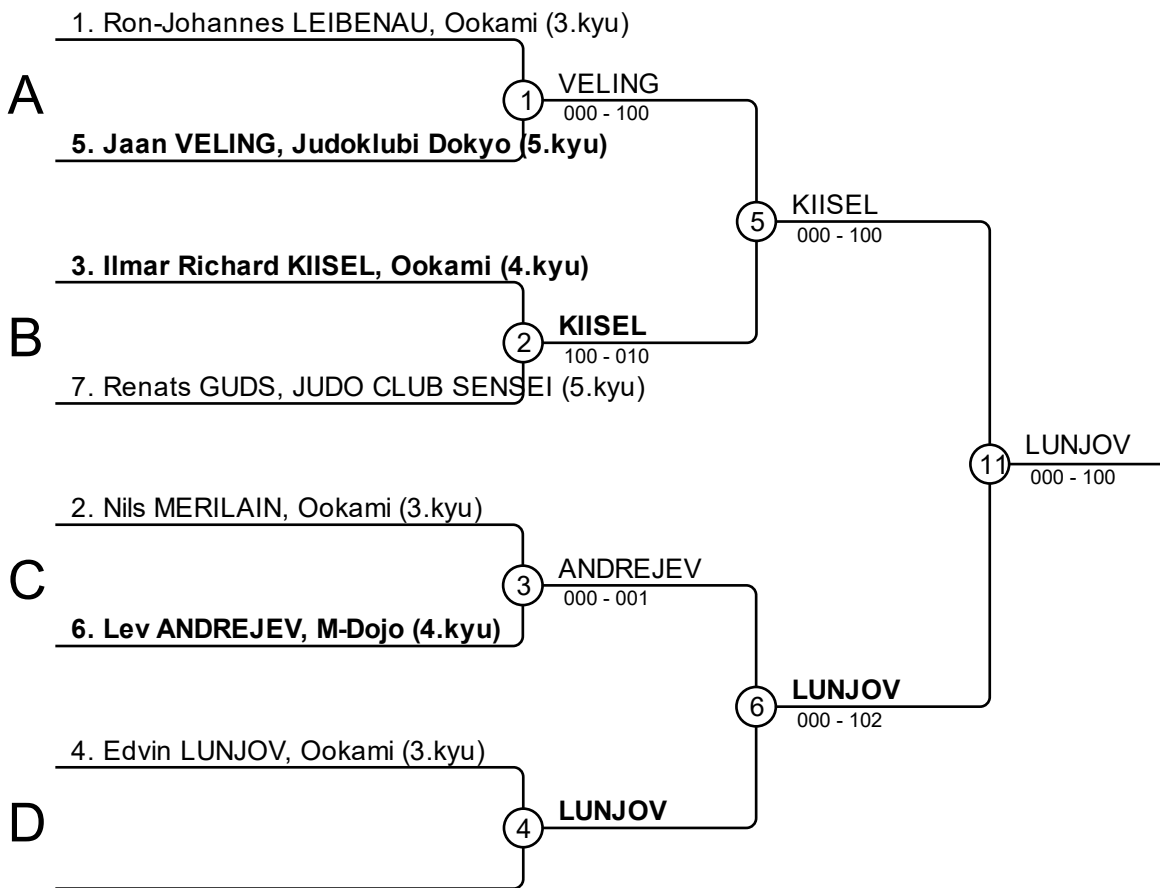 1. Ron-Johannes LEIBENAU, Ookami (3.kyu)
A
1
VELING
000 - 100
5. Jaan VELING, Judoklubi Dokyo (5.kyu)
5
KIISEL
000 - 100
3. Ilmar Richard KIISEL, Ookami (4.kyu)
B
2
KIISEL
100 - 010
7. Renats GUDS, JUDO CLUB SENSEI (5.kyu)
11
LUNJOV
000 - 100
2. Nils MERILAIN, Ookami (3.kyu)
C
3
ANDREJEV
000 - 001
6. Lev ANDREJEV, M-Dojo (4.kyu)
6
LUNJOV
000 - 102
4. Edvin LUNJOV, Ookami (3.kyu)
D
4
LUNJOV